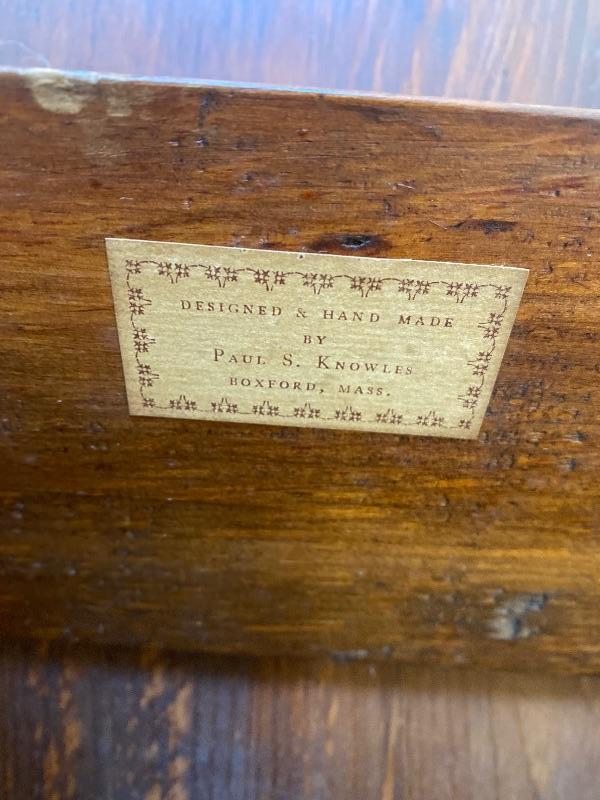 DESIGNED & HAND MADE
BY
PAUL S. KNOWLES
BOXFORD, MASS.